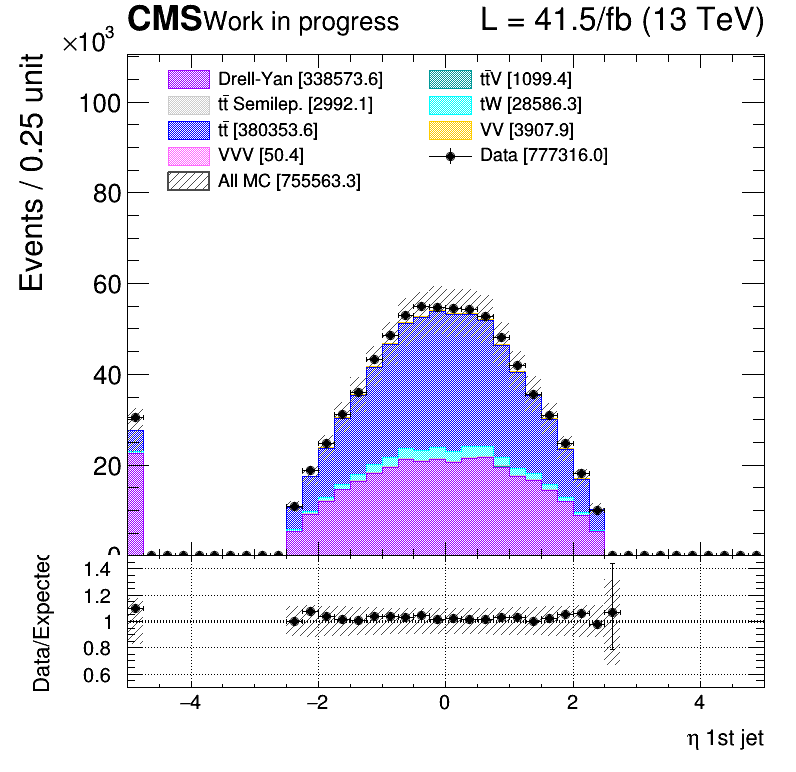 CMS Work in progress L = 41.5/fb (13 TeV)
×10³
Events / 0.25 unit
Drell-Yan [338573.6]
tt̄ Semilep. [2992.1]
tt̄ [380353.6]
VVV [50.4]
All MC [755563.3]
tt̄V [1099.4]
tW [28586.3]
VV [3907.9]
Data [777316.0]
100
80
60
40
20
0
Data/Expected
1.4
1.2
1
0.8
0.6
−4 −2 0 2 4
η 1st jet